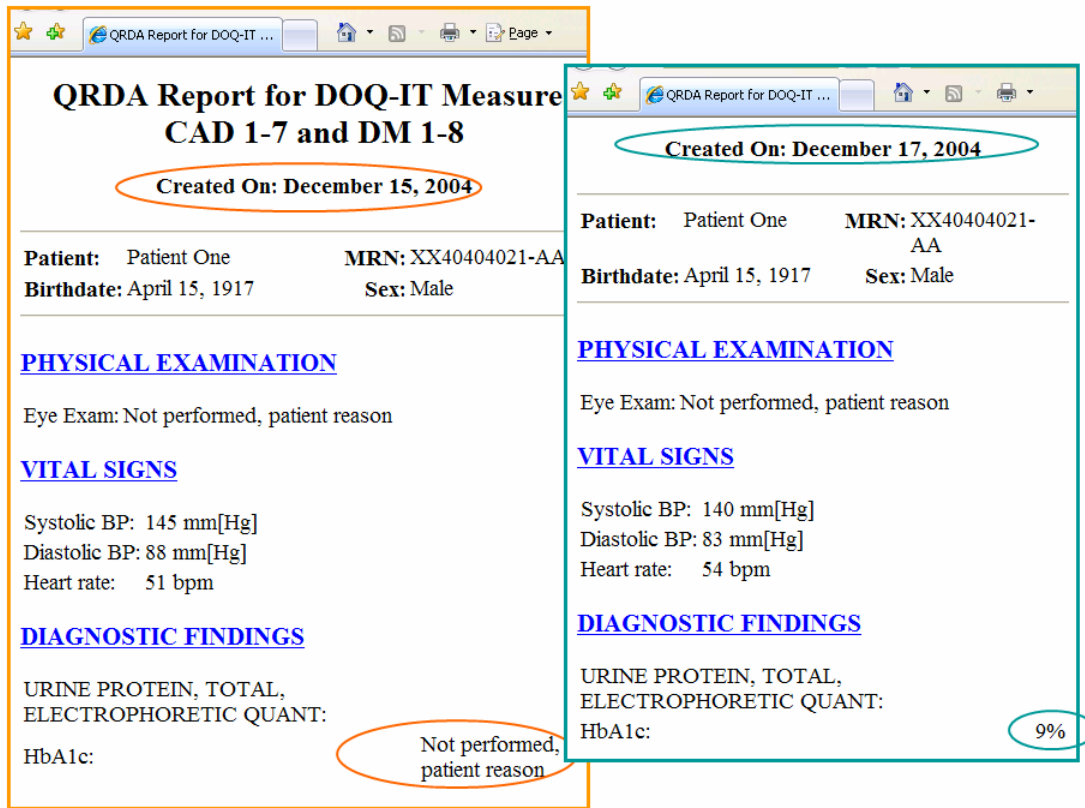 QRDA Report for DOQ-IT ...
Page
QRDA Report for DOQ-IT Measure
CAD 1-7 and DM 1-8
Created On: December 15, 2004
Patient: Patient One MRN: XX40404021-AA
Birthdate: April 15, 1917 Sex: Male
PHYSICAL EXAMINATION
Eye Exam: Not performed, patient reason
VITAL SIGNS
Systolic BP: 145 mm[Hg]
Diastolic BP: 88 mm[Hg]
Heart rate: 51 bpm
DIAGNOSTIC FINDINGS
URINE PROTEIN, TOTAL,
ELECTROPHORETIC QUANT:
HbA1c: Not performed,
patient reason
QRDA Report for DOQ-IT ...
Created On: December 17, 2004
Patient: Patient One MRN: XX40404021-
AA
Birthdate: April 15, 1917 Sex: Male
PHYSICAL EXAMINATION
Eye Exam: Not performed, patient reason
VITAL SIGNS
Systolic BP: 140 mm[Hg]
Diastolic BP: 83 mm[Hg]
Heart rate: 54 bpm
DIAGNOSTIC FINDINGS
URINE PROTEIN, TOTAL,
ELECTROPHORETIC QUANT:
HbA1c: 9%